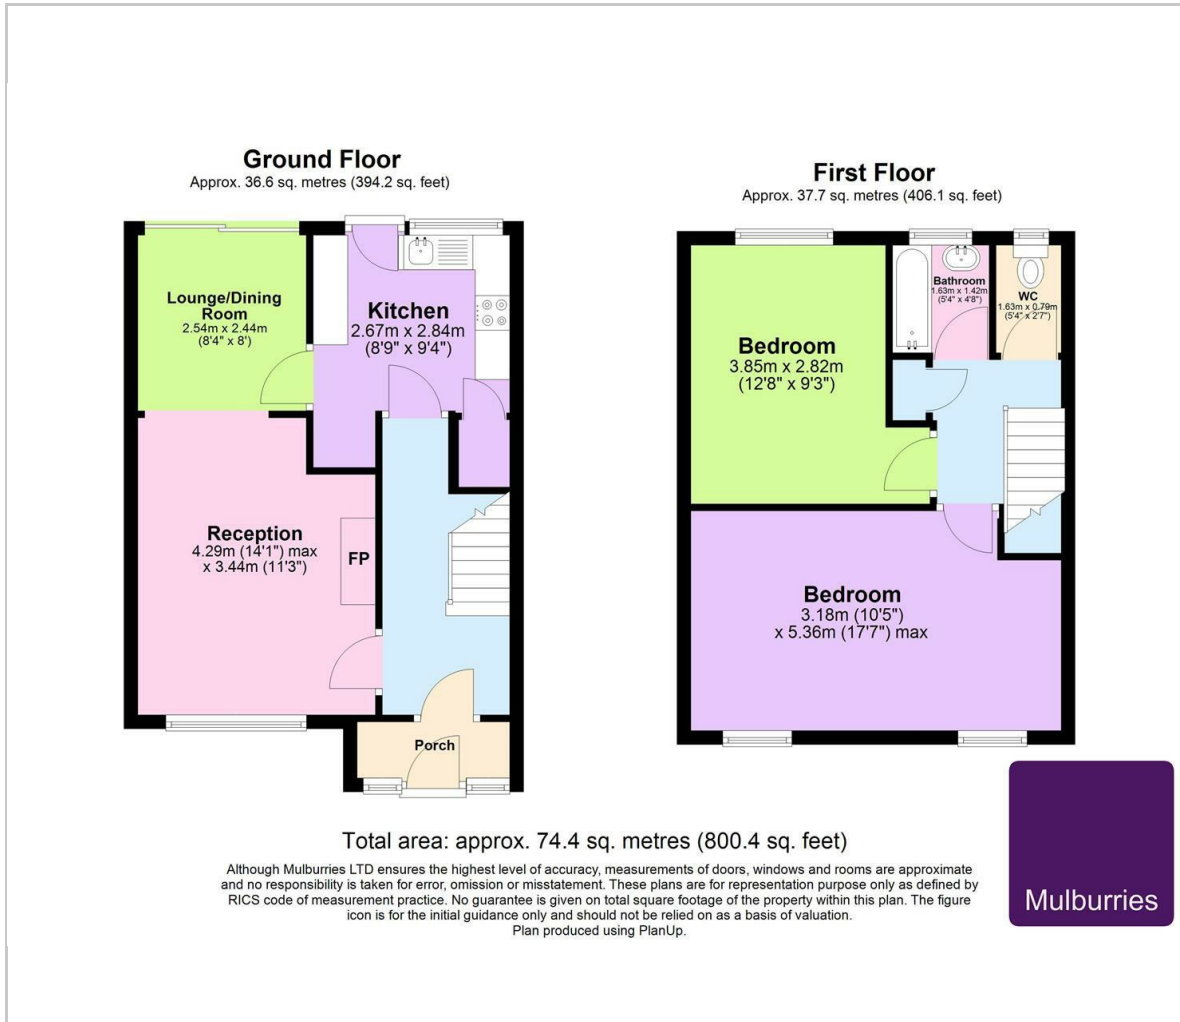 Ground Floor
Approx. 36.6 sq. metres (394.2 sq. feet)
Lounge/Dining
Room
2.54m x 2.44m
(8'4" x 8')
Kitchen
2.67m x 2.84m
(8'9" x 9'4")
Reception
4.29m (14'1") max
x 3.44m (11'3")
FP
Porch
First Floor
Approx. 37.7 sq. metres (406.1 sq. feet)
Bathroom
1.63m x 1.42m
(5'4" x 4'8")
WC
1.63m x 0.79m
(5'4" x 2'7")
Bedroom
3.85m x 2.82m
(12'8" x 9'3")
Bedroom
3.18m (10'5")
x 5.36m (17'7") max
Total area: approx. 74.4 sq. metres (800.4 sq. feet)
Although Mulburries LTD ensures the highest level of accuracy, measurements of doors, windows and rooms are approximate
and no responsibility is taken for error, omission or misstatement. These plans are for representation purpose only as defined by
RICS code of measurement practice. No guarantee is given on total square footage of the property within this plan. The figure
icon is for the initial guidance only and should not be relied on as a basis of valuation.
Plan produced using PlanUp.
Mulburries